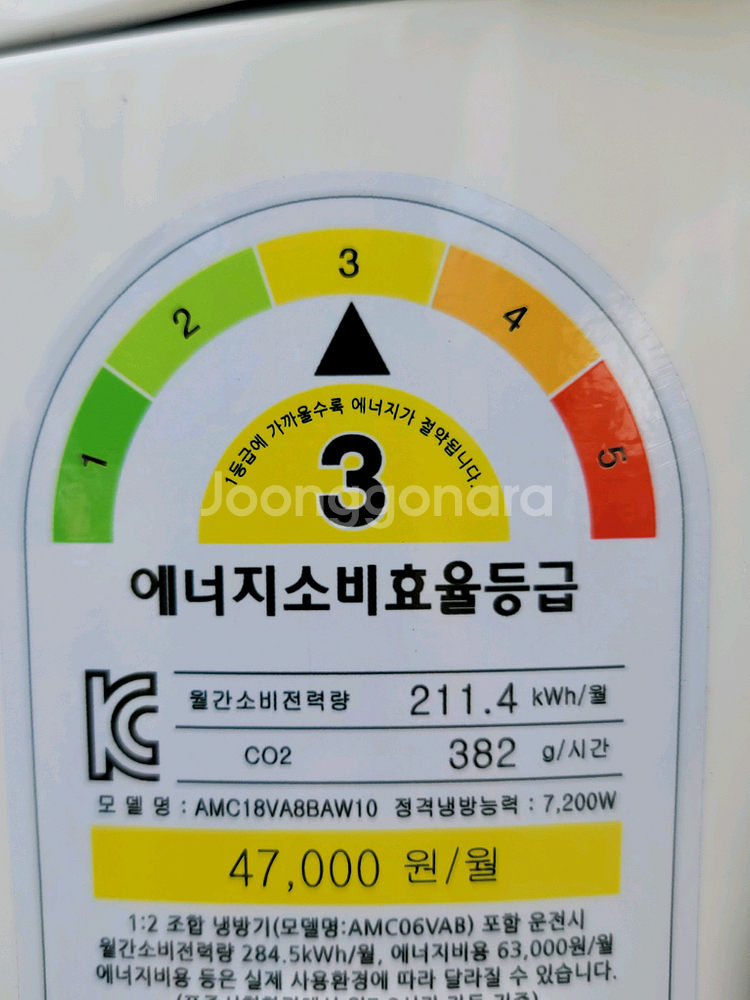 3
2
4
1
5
1등급에 가까울수록 에너지가 절약됩니다.
3
Joonggonara
에너지소비효율등급
월간소비전력량 211.4 kWh/월
CO2 382 g/시간
모 델 명 : AMC18VA8BAW10 정격냉방능력 : 7,200W
47,000 원/월
1:2 조합 냉방기(모델명:AMC06VAB) 포함 운전시
월간소비전력량 284.5kWh/월, 에너지비용 63,000원/월
에너지비용 등은 실제 사용환경에 따라 달라질 수 있습니다.